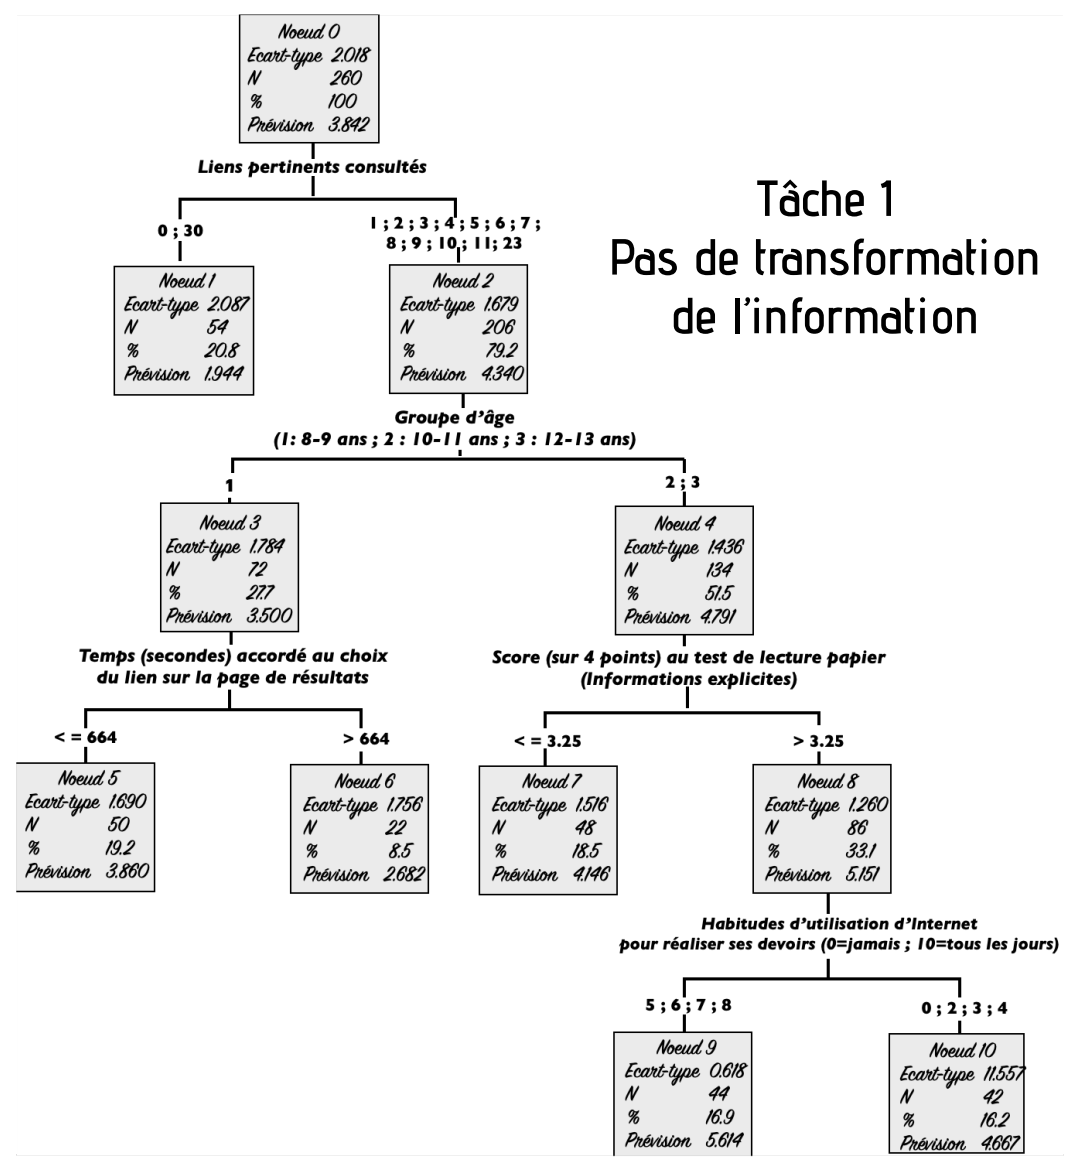 Noeud 0
Ecart-type 2.018
N 260
% 100
Prévision 3.842
Liens pertinents consultés
0 ; 30
1 ; 2 ; 3 ; 4 ; 5 ; 6 ; 7 ;
8 ; 9 ; 10 ; 11; 23
Tâche 1
Pas de transformation
de l'information
Noeud 1
Ecart-type 2.087
N 54
% 20.8
Prévision 1.944
Noeud 2
Ecart-type 1.679
N 206
% 79.2
Prévision 4.340
Groupe d'âge
(1: 8-9 ans ; 2 : 10-11 ans ; 3 : 12-13 ans)
1
2 ; 3
Noeud 3
Ecart-type 1.784
N 72
% 27.7
Prévision 3.500
Noeud 4
Ecart-type 1.436
N 134
% 51.5
Prévision 4.791
Temps (secondes) accordé au choix
du lien sur la page de résultats
Score (sur 4 points) au test de lecture papier
(Informations explicites)
< = 664
> 664
< = 3.25
> 3.25
Noeud 5
Ecart-type 1.690
N 50
% 19.2
Prévision 3.860
Noeud 6
Ecart-type 1.756
N 22
% 8.5
Prévision 2.682
Noeud 7
Ecart-type 1.516
N 48
% 18.5
Prévision 4.146
Noeud 8
Ecart-type 1.260
N 86
% 33.1
Prévision 5.151
Habitudes d'utilisation d'Internet
pour réaliser ses devoirs (0=jamais ; 10=tous les jours)
5 ; 6 ; 7 ; 8
0 ; 2 ; 3 ; 4
Noeud 9
Ecart-type 0.618
N 44
% 16.9
Prévision 5.614
Noeud 10
Ecart-type 11.557
N 42
% 16.2
Prévision 4.667